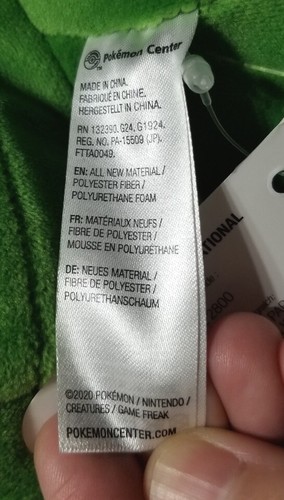 Pokémon Center
TM
MADE IN CHINA.
FABRIQUÉ EN CHINE.
HERGESTELLT IN CHINA.
RN 132390. G24. G1924.
REG. NO. PA-15509 (JP).
FTTA0049.
EN: ALL NEW MATERIAL /
POLYESTER FIBER /
POLYURETHANE FOAM
FR: MATÉRIAUX NEUFS /
FIBRE DE POLYESTER /
MOUSSE EN POLYURÉTHANE
DE: NEUES MATERIAL /
FIBRE DE POLYESTER /
POLYURETHANSCHAUM
©2020 POKÉMON / NINTENDO /
CREATURES / GAME FREAK
POKEMONCENTER.COM